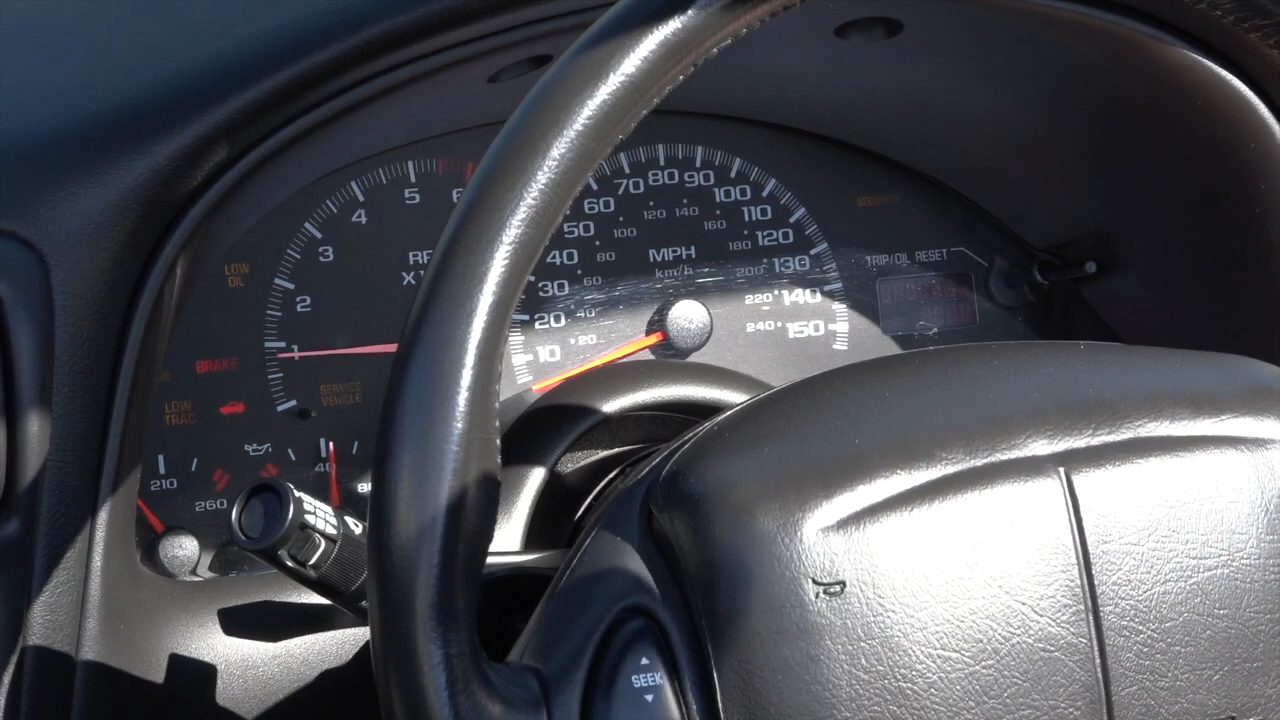 LOW
OIL
BRAKE
LOW
TRAC
SERVICE
VEHICLE
1
2
3
4
5
6
RP
X1
210
260
40
80
10
20
30
40
50
60
70
80
90
100
110
120
130
140
150
20
40
60
80
100
120
140
160
180
200
220
240
MPH
km/h
SECURITY
TRIP/OIL RESET
SEEK